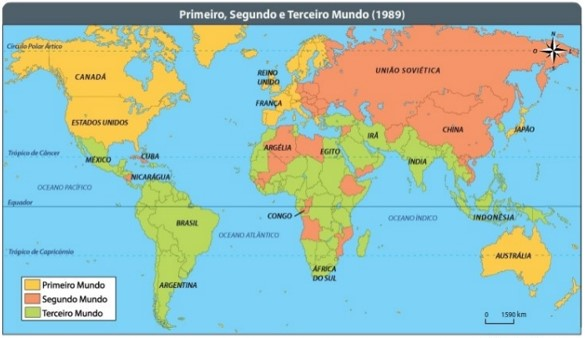 Primeiro, Segundo e Terceiro Mundo (1989)
N
Círculo Polar Ártico
O
CANADÁ
REINO
UNIDO
UNIÃO SOVIÉTICA
FRANÇA
ESTADOS UNIDOS
CHINA
JAPÃO
IRÃ
ARGÉLIA
EGITO
Trópico de Câncer
CUBA
MÉXICO
ÍNDIA
NICARÁGUA
OCEANO PACÍFICO
Equador
CONGO
OCEANO ÍNDICO
INDONÉSIA
BRASIL
OCEANO ATLÂNTICO
Trópico de Capricórnio
AUSTRÁLIA
ÁFRICA
DO SUL
ARGENTINA
Primeiro Mundo
Segundo Mundo
Terceiro Mundo
0 1590 km